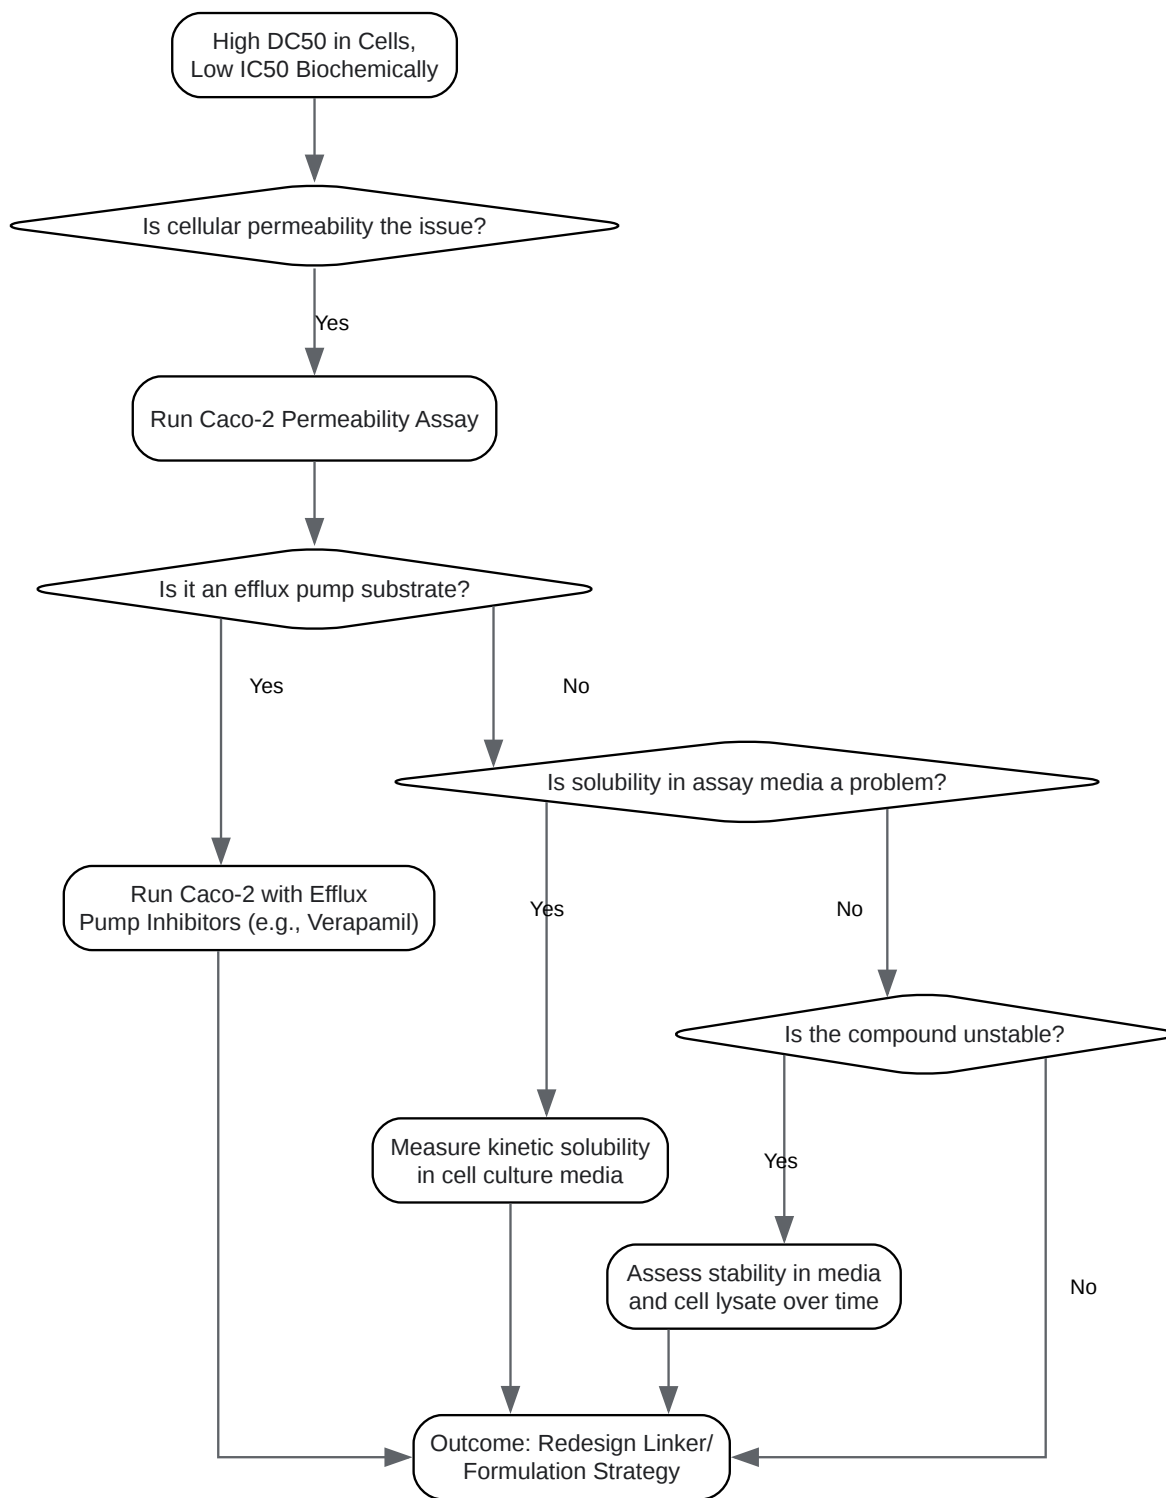 High DC50 in Cells,
Low IC50 Biochemically
Is cellular permeability the issue?
Yes
Run Caco-2 Permeability Assay
Is it an efflux pump substrate?
Yes
No
Is solubility in assay media a problem?
Run Caco-2 with Efflux
Pump Inhibitors (e.g., Verapamil)
Yes
No
Is the compound unstable?
Measure kinetic solubility
in cell culture media
Yes
Assess stability in media
and cell lysate over time
No
Outcome: Redesign Linker/
Formulation Strategy